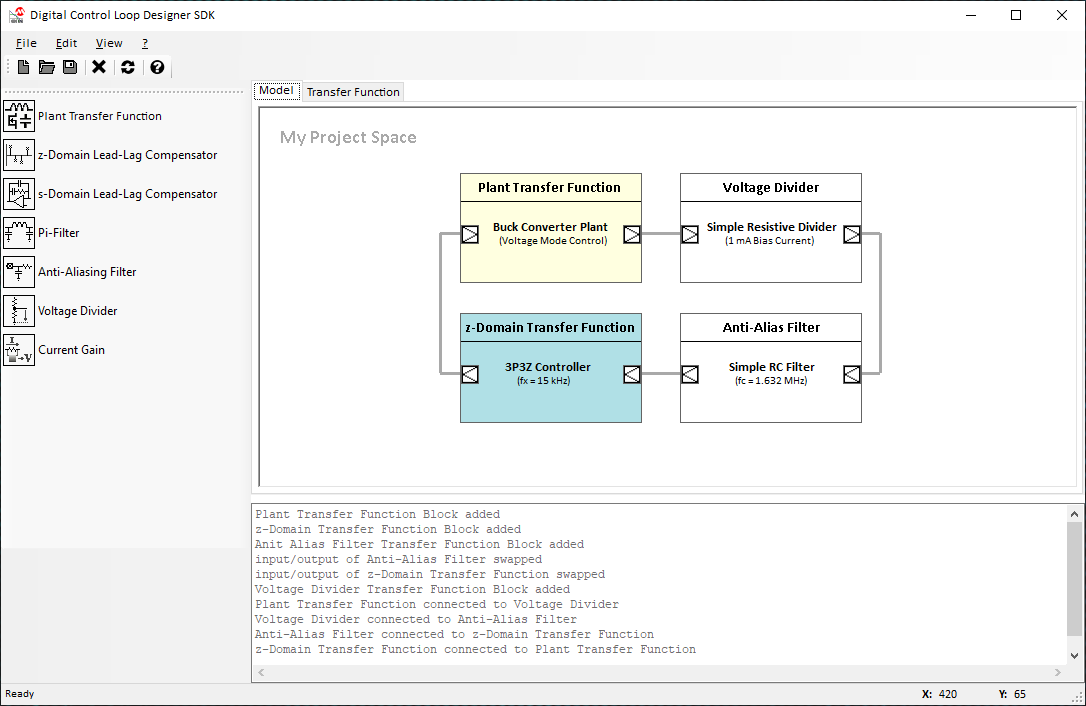 Digital Control Loop Designer SDK
File Edit View ?
Model Transfer Function
Plant Transfer Function
z-Domain Lead-Lag Compensator
s-Domain Lead-Lag Compensator
Pi-Filter
Anti-Aliasing Filter
Voltage Divider
Current Gain
My Project Space
Plant Transfer Function
Buck Converter Plant
(Voltage Mode Control)
Voltage Divider
Simple Resistive Divider
(1 mA Bias Current)
z-Domain Transfer Function
3P3Z Controller
(fx = 15 kHz)
Anti-Alias Filter
Simple RC Filter
(fc = 1.632 MHz)
Plant Transfer Function Block added
z-Domain Transfer Function Block added
Anit Alias Filter Transfer Function Block added
input/output of Anti-Alias Filter swapped
input/output of z-Domain Transfer Function swapped
Voltage Divider Transfer Function Block added
Plant Transfer Function connected to Voltage Divider
Voltage Divider connected to Anti-Alias Filter
Anti-Alias Filter connected to z-Domain Transfer Function
z-Domain Transfer Function connected to Plant Transfer Function
Ready X: 420 Y: 65